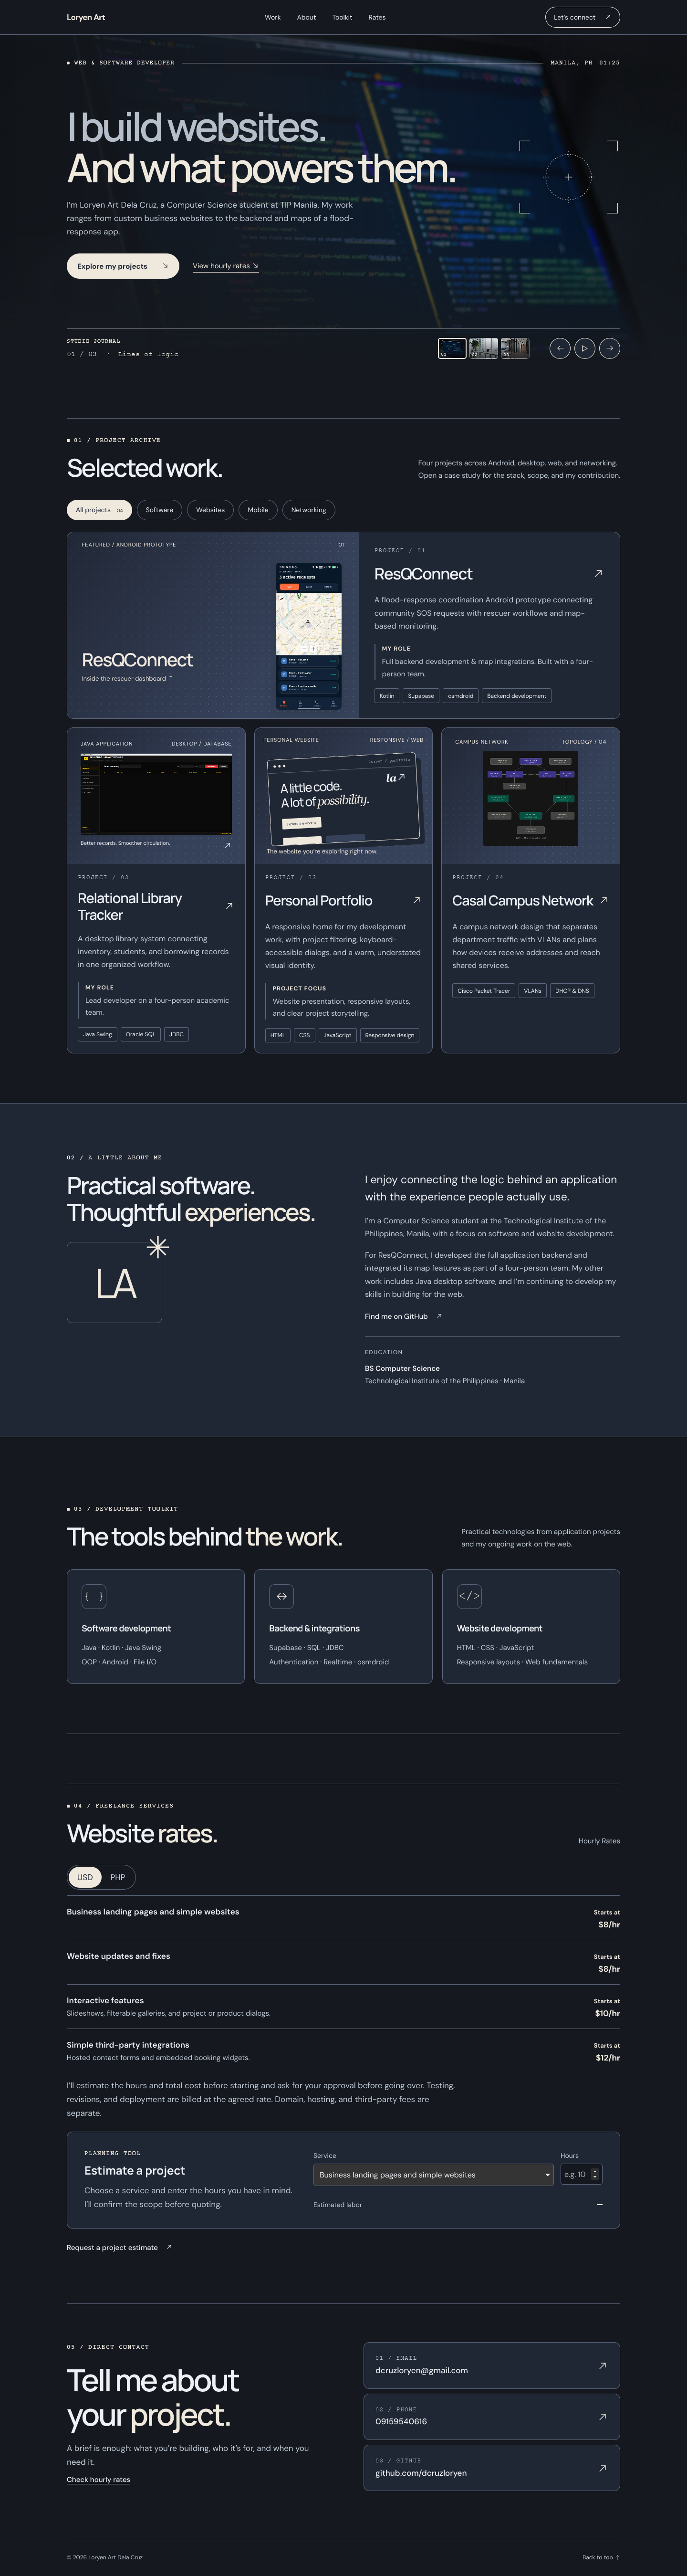 Loryen Art
Work About Toolkit Rates
Let's connect ↗
WEB & SOFTWARE DEVELOPER
MANILA, PH 01:25
I build websites.
And what powers them.
I'm Loryen Art Dela Cruz, a Computer Science student at TIP Manila. My work
ranges from custom business websites to the backend and maps of a flood-
response app.
Explore my projects ↘
View hourly rates ↘
STUDIO JOURNAL
01 / 03 · Lines of logic
01 02 03
01 / PROJECT ARCHIVE
Selected work.
Four projects across Android, desktop, web, and networking.
Open a case study for the stack, scope, and my contribution.
All projects 04
Software
Websites
Mobile
Networking
FEATURED / ANDROID PROTOTYPE
01
3 active requests
ResQConnect
Inside the rescuer dashboard ↗
PROJECT / 01
ResQConnect ↗
A flood-response coordination Android prototype connecting
community SOS requests with rescuer workflows and map-
based monitoring.
MY ROLE
Full backend development & map integrations. Built with a four-
person team.
Kotlin
Supabase
osmdroid
Backend development
JAVA APPLICATION
DESKTOP / DATABASE
Better records. Smoother circulation. ↗
PROJECT / 02
Relational Library
Tracker ↗
A desktop library system connecting
inventory, students, and borrowing records
in one organized workflow.
MY ROLE
Lead developer on a four-person academic
team.
Java Swing
Oracle SQL
JDBC
PERSONAL WEBSITE
RESPONSIVE / WEB
loryen / portfolio
A little code.
A lot of possibility.
la ↗
Explore the work
The website you're exploring right now.
PROJECT / 03
Personal Portfolio ↗
A responsive home for my development
work, with project filtering, keyboard-
accessible dialogs, and a warm, understated
visual identity.
PROJECT FOCUS
Website presentation, responsive layouts,
and clear project storytelling.
HTML
CSS
JavaScript
Responsive design
CAMPUS NETWORK
TOPOLOGY / 04
PROJECT / 04
Casal Campus Network ↗
A campus network design that separates
department traffic with VLANs and plans
how devices receive addresses and reach
shared services.
Cisco Packet Tracer
VLANs
DHCP & DNS
02 / A LITTLE ABOUT ME
Practical software.
Thoughtful experiences.
LA
I enjoy connecting the logic behind an application
with the experience people actually use.
I'm a Computer Science student at the Technological Institute of the
Philippines, Manila, with a focus on software and website development.
For ResQConnect, I developed the full application backend and
integrated its map features as part of a four-person team. My other
work includes Java desktop software, and I'm continuing to develop my
skills in building for the web.
Find me on GitHub ↗
EDUCATION
BS Computer Science
Technological Institute of the Philippines · Manila
03 / DEVELOPMENT TOOLKIT
The tools behind the work.
Practical technologies from application projects
and my ongoing work on the web.
{ }
Software development
Java · Kotlin · Java Swing
OOP · Android · File I/O
↔
Backend & integrations
Supabase · SQL · JDBC
Authentication · Realtime · osmdroid
</>
Website development
HTML · CSS · JavaScript
Responsive layouts · Web fundamentals
04 / FREELANCE SERVICES
Website rates.
Hourly Rates
USD PHP
Business landing pages and simple websites
Starts at
$8/hr
Website updates and fixes
Starts at
$8/hr
Interactive features
Slideshows, filterable galleries, and project or product dialogs.
Starts at
$10/hr
Simple third-party integrations
Hosted contact forms and embedded booking widgets.
Starts at
$12/hr
I'll estimate the hours and total cost before starting and ask for your approval before going over. Testing,
revisions, and deployment are billed at the agreed rate. Domain, hosting, and third-party fees are
separate.
PLANNING TOOL
Estimate a project
Choose a service and enter the hours you have in mind.
I'll confirm the scope before quoting.
Service
Business landing pages and simple websites
Hours
e.g. 10
Estimated labor
–
Request a project estimate ↗
05 / DIRECT CONTACT
Tell me about
your project.
A brief is enough: what you're building, who it's for, and when you
need it.
Check hourly rates
01 / EMAIL
dcruzloryen@gmail.com ↗
02 / PHONE
09159540616 ↗
03 / GITHUB
github.com/dcruzloryen ↗
© 2026 Loryen Art Dela Cruz
Back to top ↑